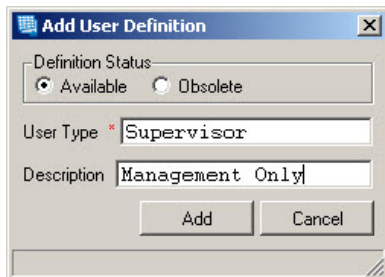 Add User Definition
Definition Status
Available Obsolete
User Type * Supervisor
Description Management Only
Add Cancel